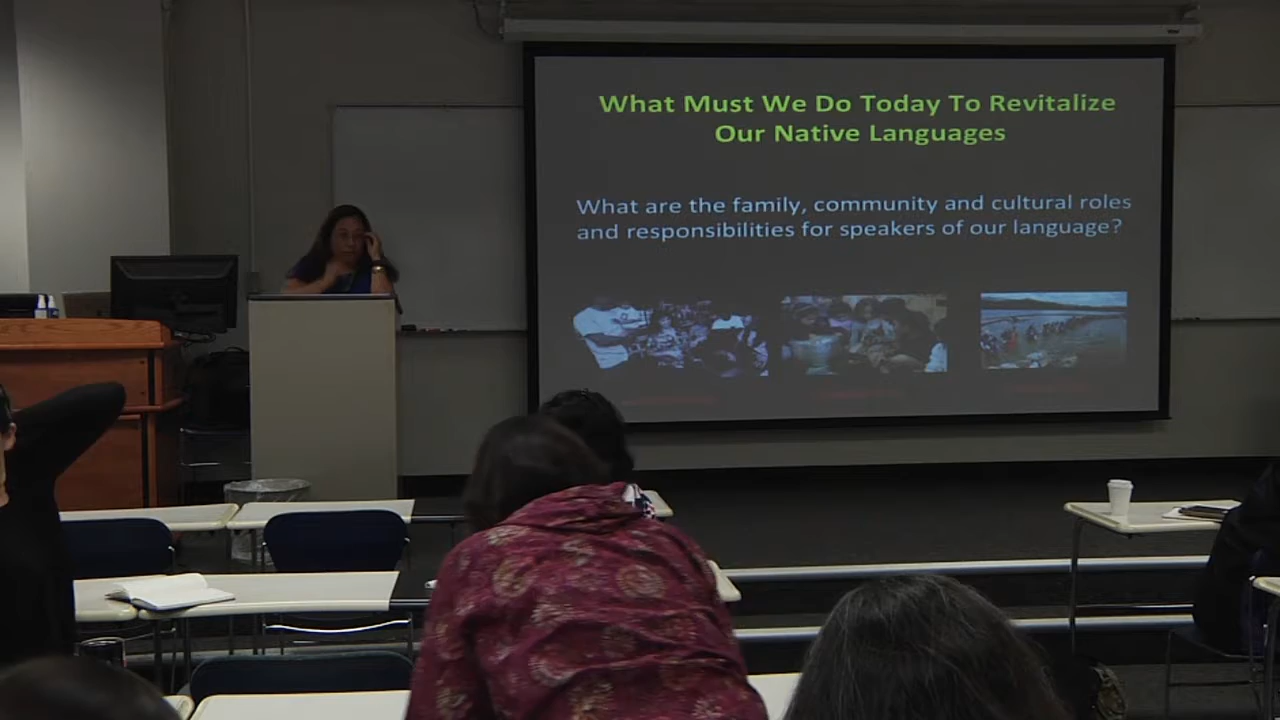 What Must We Do Today To Revitalize
Our Native Languages
What are the family, community and cultural roles
and responsibilities for speakers of our language?